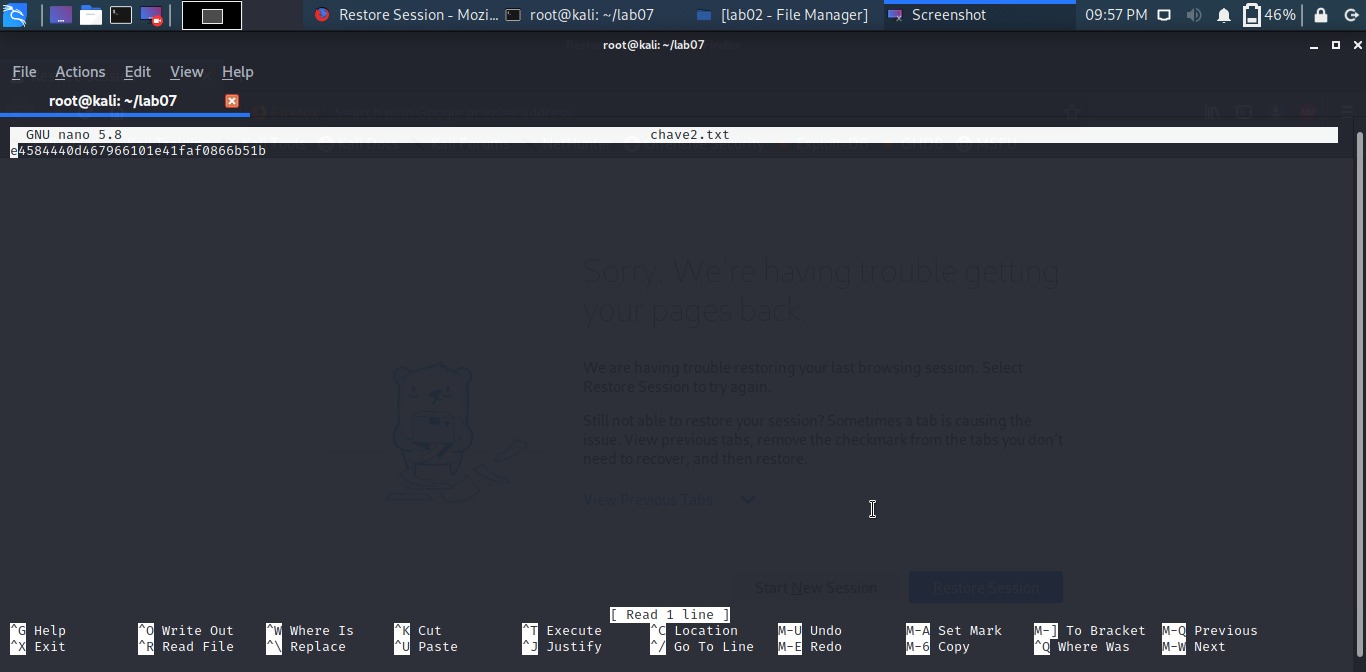 Restore Session - Mozi... root@kali: ~/lab07 [lab02 - File Manager] Screenshot 09:57 PM 46%
root@kali: ~/lab07
File Actions Edit View Help
root@kali: ~/lab07
GNU nano 5.8 chave2.txt
e4584440d467966101e41faf0866b51b
Sorry. We're having trouble getting
your pages back.
We are having trouble restoring your last browsing session. Select
Restore Session to try again.
Still not able to restore your session? Sometimes a tab is causing the
issue. View previous tabs, remove the checkmark from the tabs you don't
need to recover, and then restore.
View Previous Tabs
Start New Session Restore Session
[ Read 1 line ]
^G Help ^O Write Out ^W Where Is ^K Cut ^T Execute ^C Location M-U Undo M-A Set Mark M-] To Bracket M-Q Previous
^X Exit ^R Read File ^\ Replace ^U Paste ^J Justify ^/ Go To Line M-E Redo M-6 Copy ^Q Where Was M-W Next